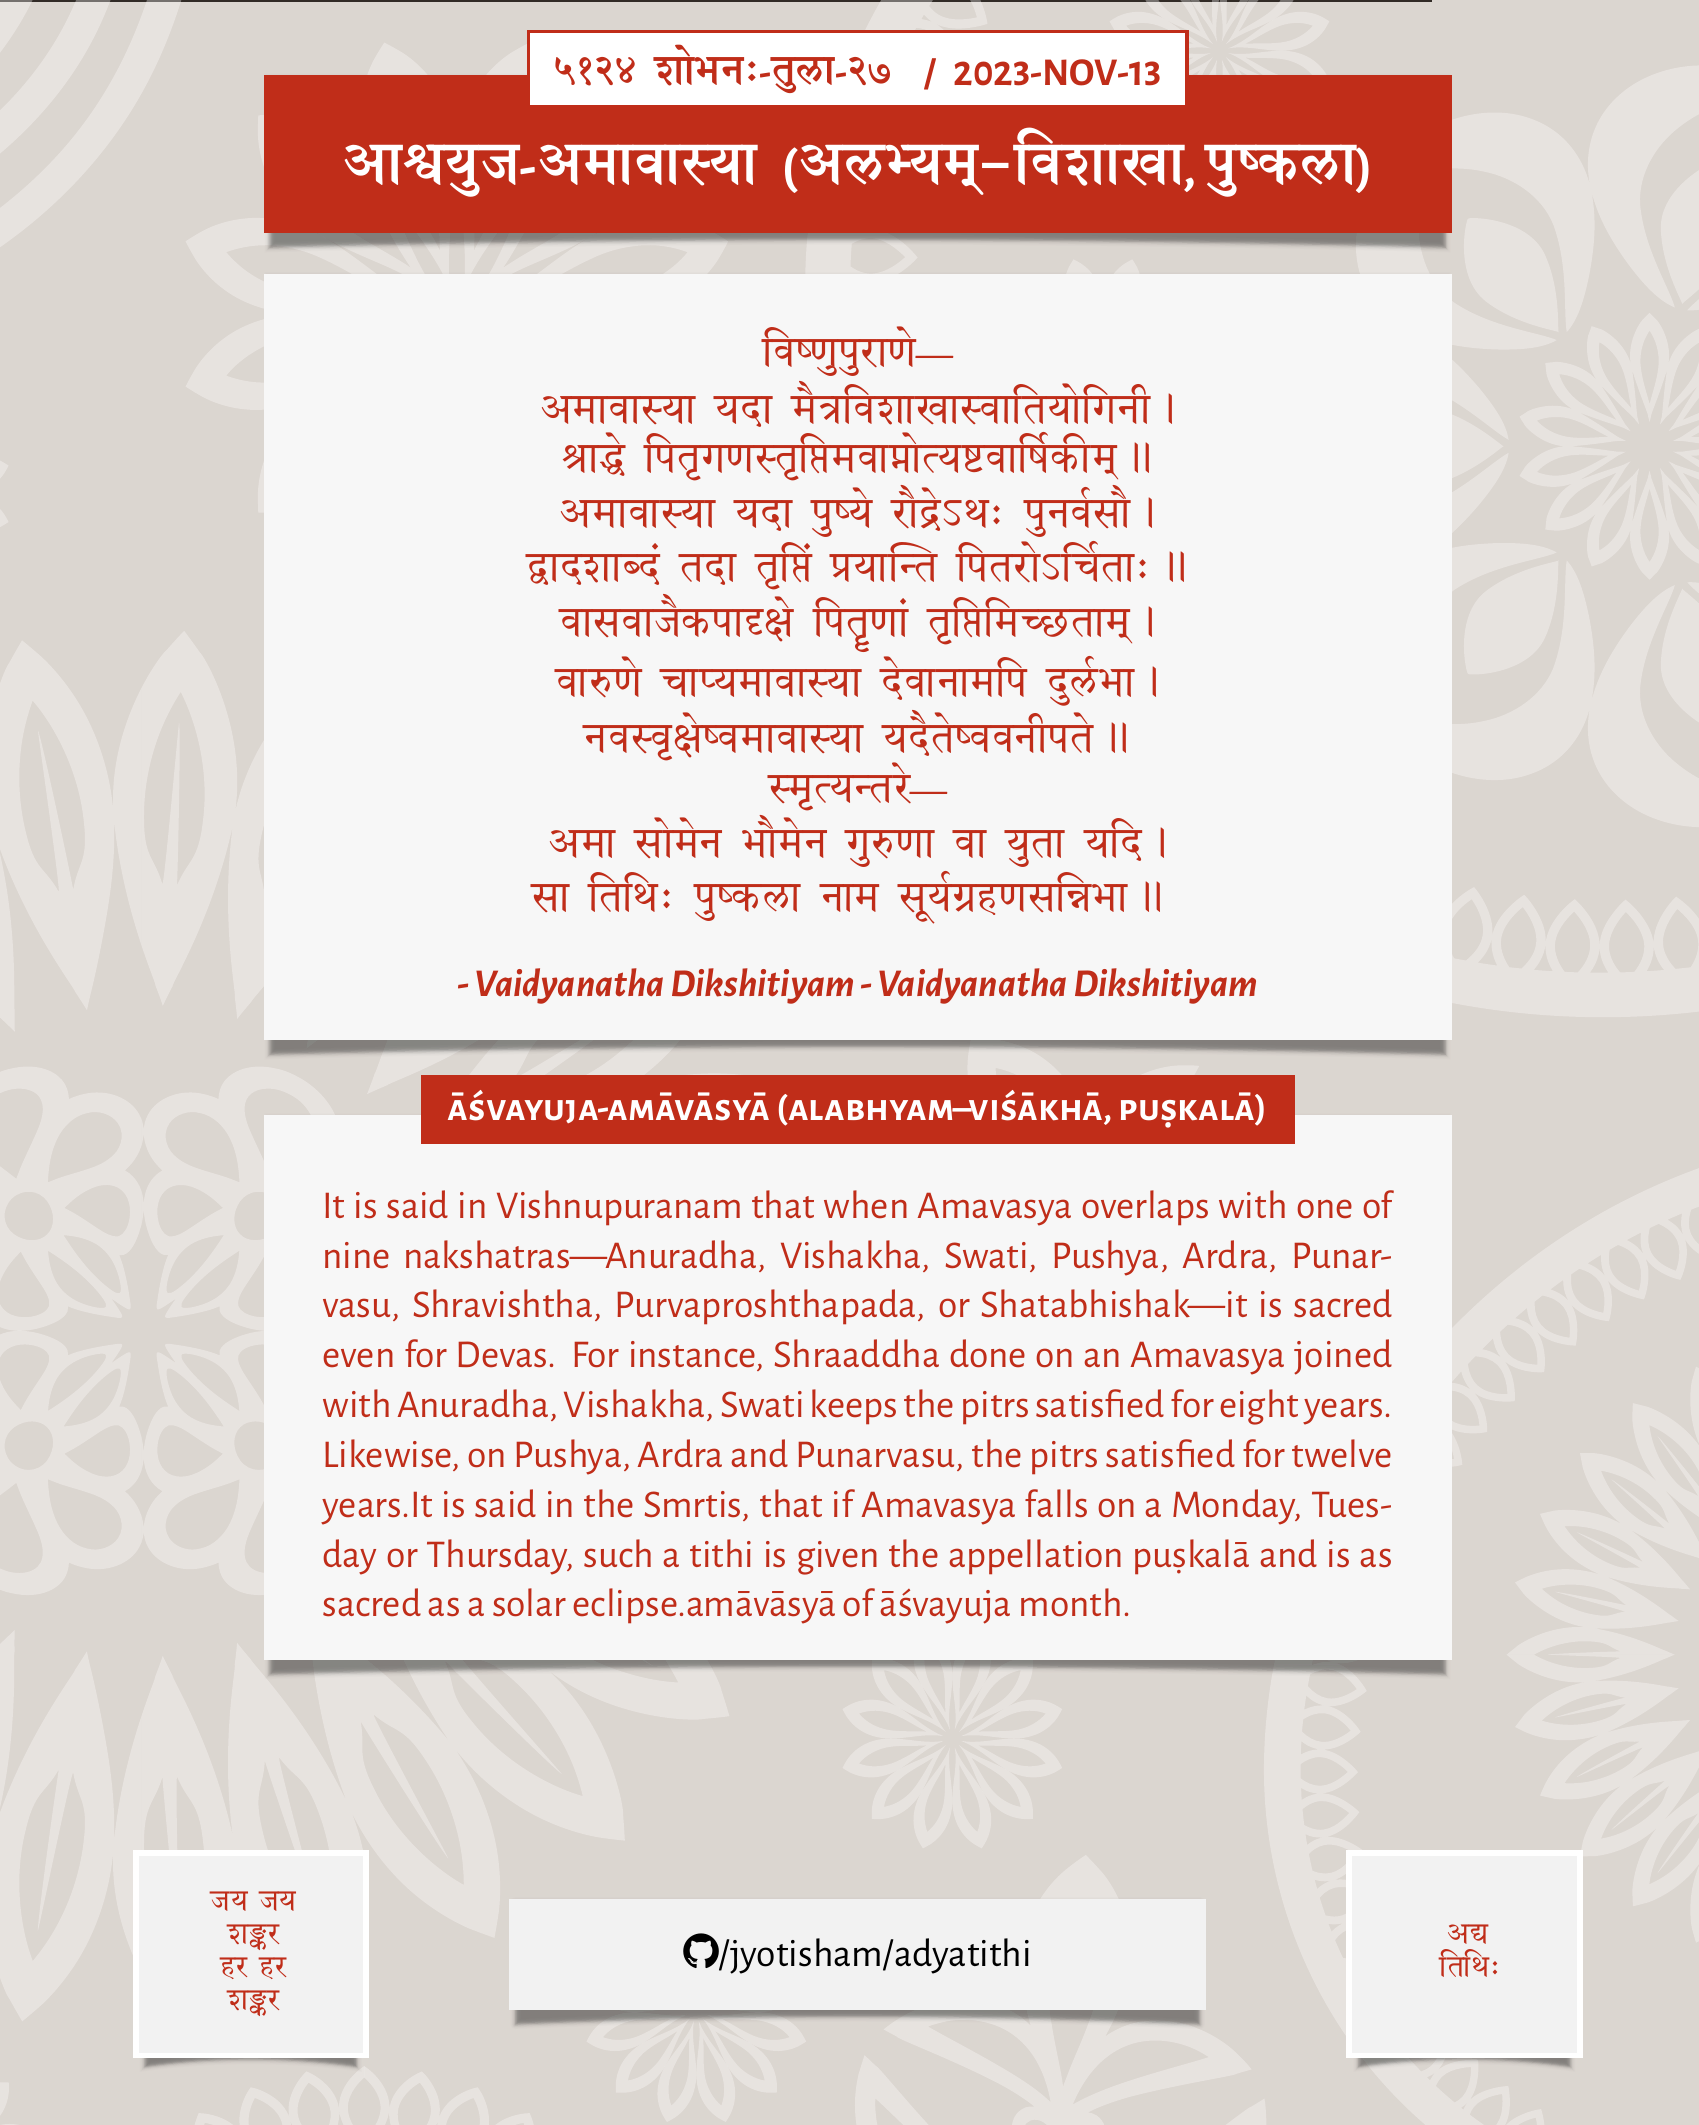 ५१२४ शोभनः-तुला-२७ / 2023-NOV-13
आश्वयुज-अमावास्या (अलभ्यम्–विशाखा, पुष्कला)
विष्णुपुराणे—
अमावास्या यदा मैत्रविशाखास्वातियोगिनी।
श्राद्धे पितृगणस्तृप्तिमवाप्नोत्यष्टवार्षिकीम्॥
अमावास्या यदा पुष्ये रौद्रेऽथः पुनर्वसौ।
द्वादशाब्दं तदा तृप्तिं प्रयान्ति पितरोऽर्चिताः॥
वासवाजैकपादृक्षे पितॄणां तृप्तिमिच्छताम्।
वारुणे चाप्यमावास्या देवानामपि दुर्लभा।
नवस्वृक्षेष्वमावास्या यदैतेष्ववनीपते॥
स्मृत्यन्तरे—
अमा सोमेन भौमेन गुरुणा वा युता यदि।
सा तिथिः पुष्कला नाम सूर्यग्रहणसन्निभा॥
- Vaidyanatha Dikshitiyam - Vaidyanatha Dikshitiyam
ĀŚVAYUJA-AMĀVĀSYĀ (ALABHYAM–VIŚĀKHĀ, PUṢKALĀ)
It is said in Vishnupuranam that when Amavasya overlaps with one of
nine nakshatras—Anuradha, Vishakha, Swati, Pushya, Ardra, Punar-
vasu, Shravishtha, Purvaproshthapada, or Shatabhishak—it is sacred
even for Devas. For instance, Shraaddha done on an Amavasya joined
with Anuradha, Vishakha, Swati keeps the pitrs satisfied for eight years.
Likewise, on Pushya, Ardra and Punarvasu, the pitrs satisfied for twelve
years.It is said in the Smrtis, that if Amavasya falls on a Monday, Tues-
day or Thursday, such a tithi is given the appellation puṣkalā and is as
sacred as a solar eclipse.amāvāsyā of āśvayuja month.
जय जय
शङ्कर
हर हर
शङ्कर
/jyotisham/adyatithi
अद्य
तिथिः